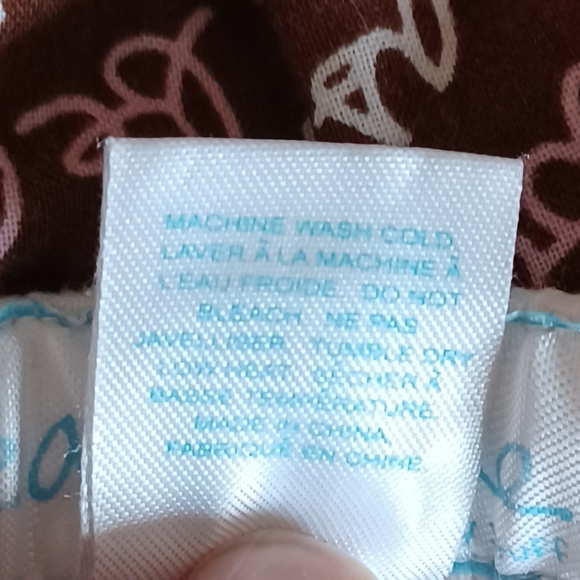 MACHINE WASH COLD
LAVER À LA MACHINE À
L'EAU FROIDE DO NOT
BLEACH NE PAS
JAVELLISER TUMBLE DRY
LOW HEAT SÉCHER À
BASSE TEMPÉRATURE
MADE IN CHINA
FABRIQUÉ EN CHINE